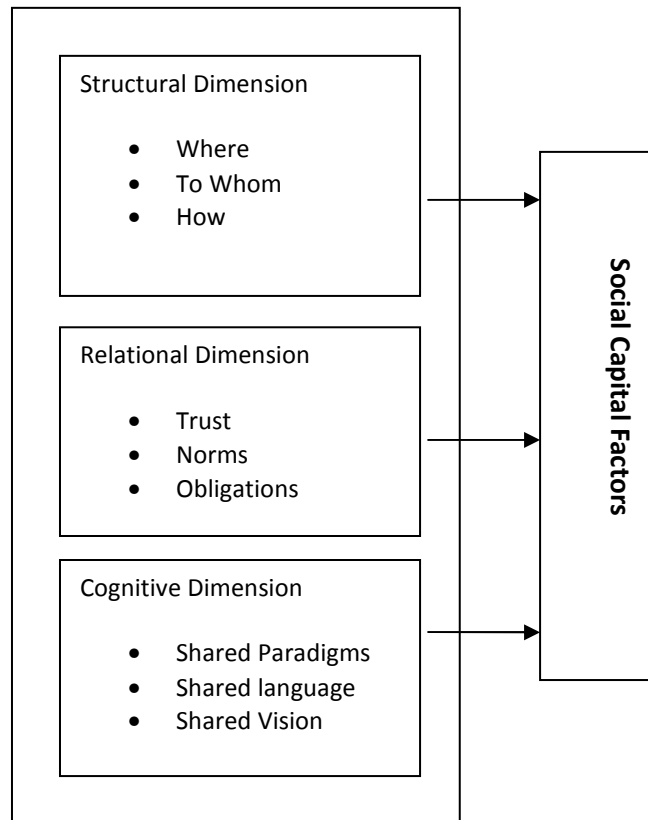 Structural Dimension
• Where
• To Whom
• How
Relational Dimension
• Trust
• Norms
• Obligations
Cognitive Dimension
• Shared Paradigms
• Shared language
• Shared Vision
Social Capital Factors